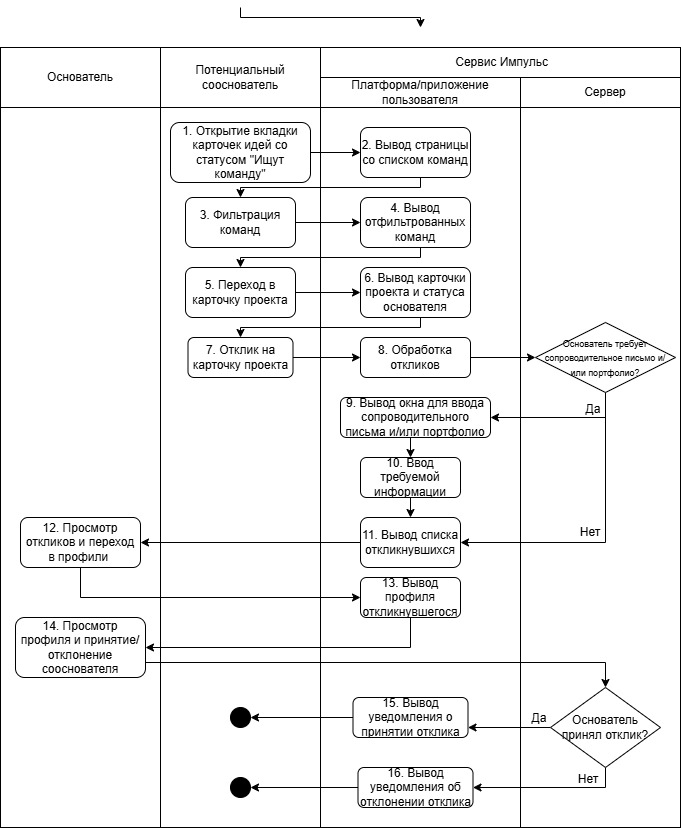 Основатель
Потенциальный
сооснователь
Сервис Импульс
Платформа/приложение
пользователя
Сервер
1. Открытие вкладки
карточек идей со
статусом "Ищут
команду"
2. Вывод страницы
со списком команд
3. Фильтрация
команд
4. Вывод
отфильтрованных
команд
5. Переход в
карточку проекта
6. Вывод карточки
проекта и статуса
основателя
7. Отклик на
карточку проекта
8. Обработка
откликов
Основатель требует
сопроводительное письмо и/
или портфолио?
Да
9. Вывод окна для ввода
сопроводительного
письма и/или портфолио
10. Ввод
требуемой
информации
Нет
11. Вывод списка
откликнувшихся
12. Просмотр
откликов и переход
в профили
13. Вывод
профиля
откликнувшегося
14. Просмотр
профиля и принятие/
отклонение
сооснователя
Основатель
принял отклик?
Да
15. Вывод
уведомления о
принятии отклика
Нет
16. Вывод
уведомления об
отклонении отклика